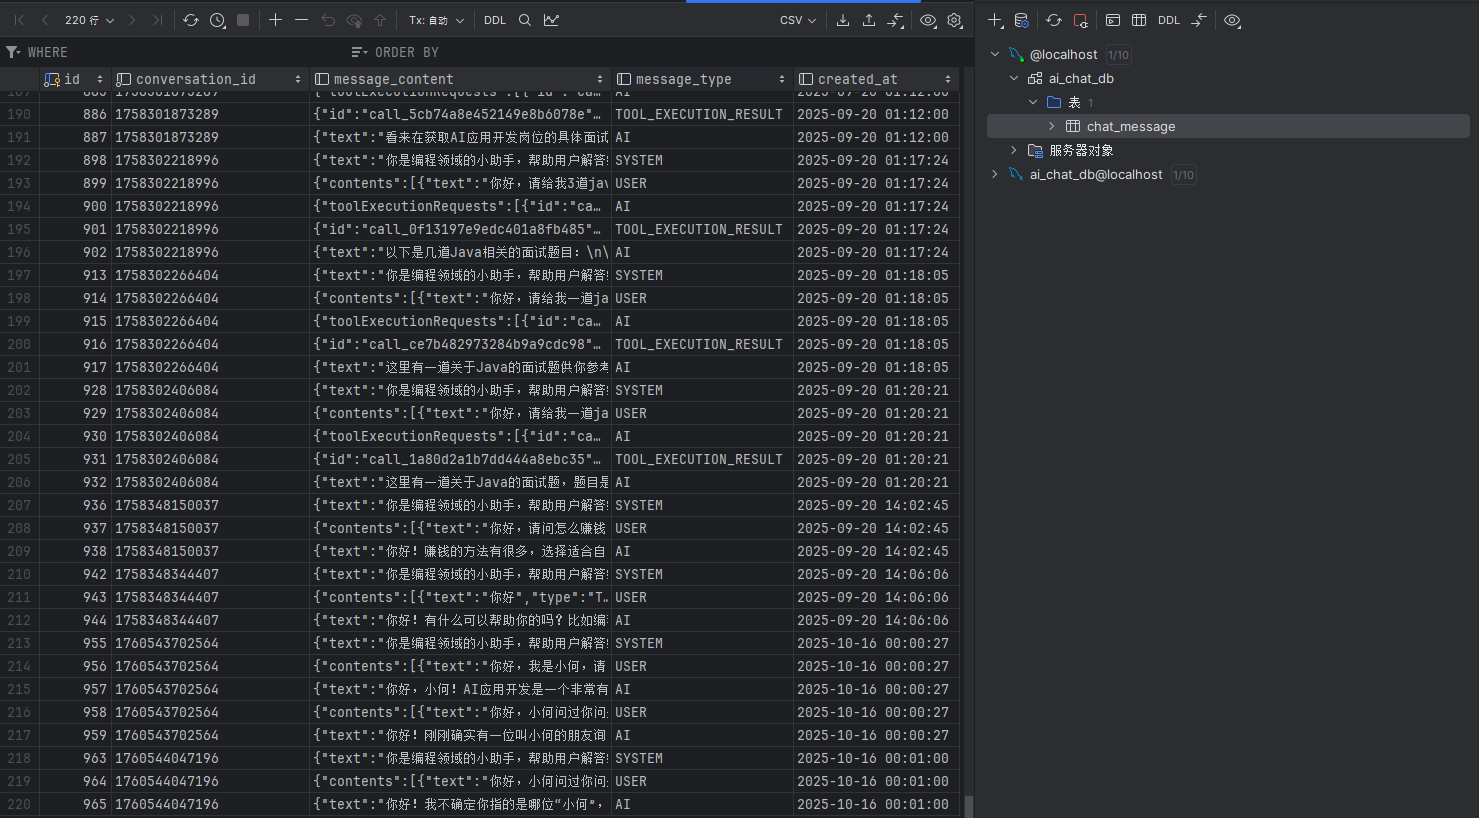 220 行
Tx: 自动
DDL
CSV
DDL
WHERE
ORDER BY
id conversation_id message_content message_type created_at
190 886 1758301873289 {"id":"call_5cb74a8e452149e8b6078e"… TOOL_EXECUTION_RESULT 2025-09-20 01:12:00
191 887 1758301873289 {"text":"看来在获取AI应用开发岗位的具体面试 AI 2025-09-20 01:12:00
192 898 1758302218996 {"text":"你是编程领域的小助手，帮助用户解答 SYSTEM 2025-09-20 01:17:24
193 899 1758302218996 {"contents":[{"text":"你好，请给我3道jav USER 2025-09-20 01:17:24
194 900 1758302218996 {"toolExecutionRequests":[{"id":"ca… AI 2025-09-20 01:17:24
195 901 1758302218996 {"id":"call_0f13197e9edc401a8fb485"… TOOL_EXECUTION_RESULT 2025-09-20 01:17:24
196 902 1758302218996 {"text":"以下是几道Java相关的面试题目：\n\ AI 2025-09-20 01:17:24
197 913 1758302266404 {"text":"你是编程领域的小助手，帮助用户解答 SYSTEM 2025-09-20 01:18:05
198 914 1758302266404 {"contents":[{"text":"你好，请给我一道ja USER 2025-09-20 01:18:05
199 915 1758302266404 {"toolExecutionRequests":[{"id":"ca… AI 2025-09-20 01:18:05
200 916 1758302266404 {"id":"call_ce7b482973284b9a9cdc98"… TOOL_EXECUTION_RESULT 2025-09-20 01:18:05
201 917 1758302266404 {"text":"这里有一道关于Java的面试题供你参考 AI 2025-09-20 01:18:05
202 928 1758302406084 {"text":"你是编程领域的小助手，帮助用户解答 SYSTEM 2025-09-20 01:20:21
203 929 1758302406084 {"contents":[{"text":"你好，请给我一道ja USER 2025-09-20 01:20:21
204 930 1758302406084 {"toolExecutionRequests":[{"id":"ca… AI 2025-09-20 01:20:21
205 931 1758302406084 {"id":"call_1a80d2a1b7dd444a8ebc35"… TOOL_EXECUTION_RESULT 2025-09-20 01:20:21
206 932 1758302406084 {"text":"这里有一道关于Java的面试题，题目是 AI 2025-09-20 01:20:21
207 936 1758348150037 {"text":"你是编程领域的小助手，帮助用户解答 SYSTEM 2025-09-20 14:02:45
208 937 1758348150037 {"contents":[{"text":"你好，请问怎么赚钱 USER 2025-09-20 14:02:45
209 938 1758348150037 {"text":"你好！赚钱的方法有很多，选择适合自 AI 2025-09-20 14:02:45
210 942 1758348344407 {"text":"你是编程领域的小助手，帮助用户解答 SYSTEM 2025-09-20 14:06:06
211 943 1758348344407 {"contents":[{"text":"你好","type":"T… USER 2025-09-20 14:06:06
212 944 1758348344407 {"text":"你好！有什么可以帮助你的吗？比如编 AI 2025-09-20 14:06:06
213 955 1760543702564 {"text":"你是编程领域的小助手，帮助用户解答 SYSTEM 2025-10-16 00:00:27
214 956 1760543702564 {"contents":[{"text":"你好，我是小何，请 USER 2025-10-16 00:00:27
215 957 1760543702564 {"text":"你好，小何！AI应用开发是一个非常有 AI 2025-10-16 00:00:27
216 958 1760543702564 {"contents":[{"text":"你好，小何问过你问 USER 2025-10-16 00:00:27
217 959 1760543702564 {"text":"你好！刚刚确实有一位叫小何的朋友询 AI 2025-10-16 00:00:27
218 963 1760544047196 {"text":"你是编程领域的小助手，帮助用户解答 SYSTEM 2025-10-16 00:01:00
219 964 1760544047196 {"contents":[{"text":"你好，小何问过你问 USER 2025-10-16 00:01:00
220 965 1760544047196 {"text":"你好！我不确定你指的是哪位"小何"， AI 2025-10-16 00:01:00
@localhost 1/10
ai_chat_db
表 1
chat_message
服务器对象
ai_chat_db@localhost 1/10